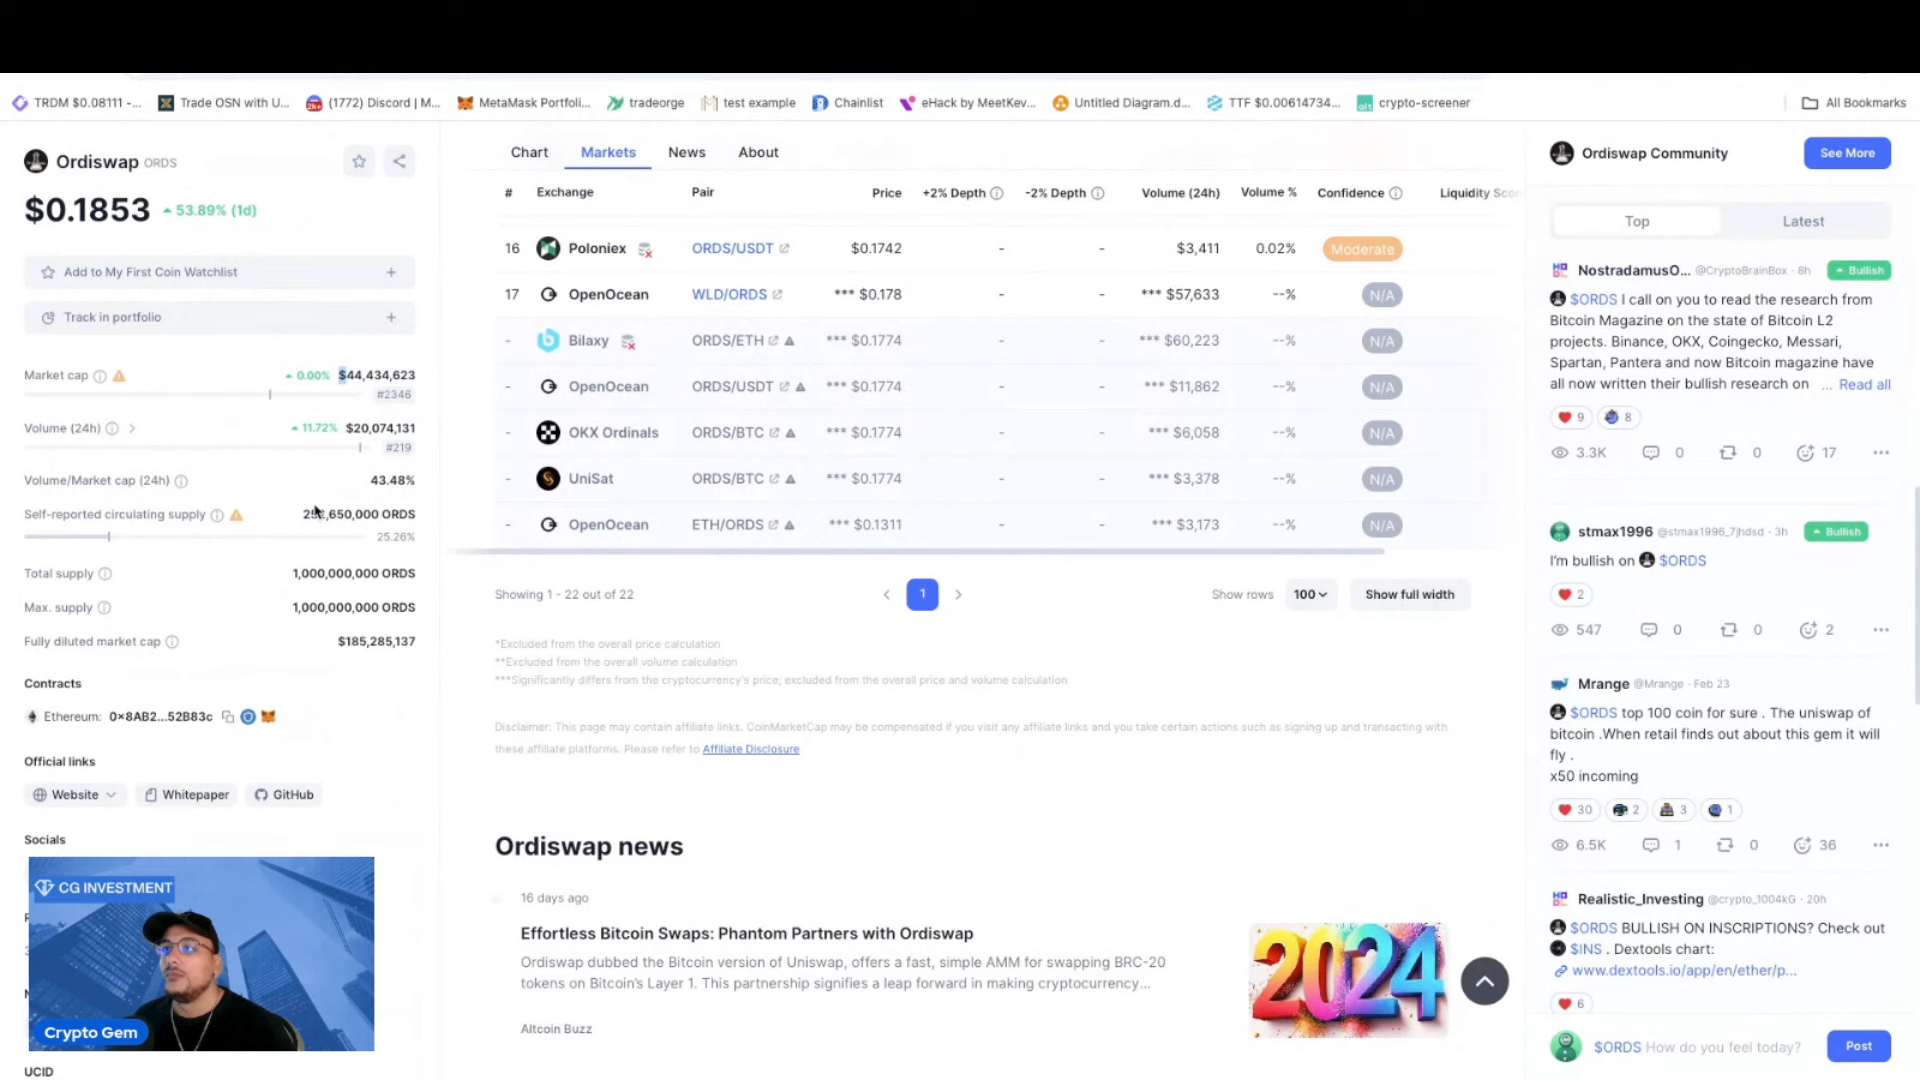 TRDM $0.08111 -...
Trade OSN with U...
(1772) Discord | M...
MetaMask Portfoli...
tradeorge
test example
Chainlist
eHack by MeetKev...
Untitled Diagram.d...
TTF $0.00614734...
crypto-screener
All Bookmarks
Ordiswap ORDS
$0.1853 53.89% (1d)
Add to My First Coin Watchlist +
Track in portfolio +
Market cap 0.00% $44,434,623
#2346
Volume (24h) 11.72% $20,074,131
#219
Volume/Market cap (24h) 43.48%
Self-reported circulating supply 252,650,000 ORDS
25.26%
Total supply 1,000,000,000 ORDS
Max. supply 1,000,000,000 ORDS
Fully diluted market cap $185,285,137
Contracts
Ethereum: 0x8AB2...52B83c
Official links
Website Whitepaper GitHub
Socials
CG INVESTMENT
Crypto Gem
UCID
Chart Markets News About
# Exchange Pair Price +2% Depth -2% Depth Volume (24h) Volume % Confidence Liquidity Scor
16 Poloniex ORDS/USDT $0.1742 - - $3,411 0.02% Moderate
17 OpenOcean WLD/ORDS *** $0.178 - - *** $57,633 --% N/A
- Bilaxy ORDS/ETH *** $0.1774 - - *** $60,223 --% N/A
- OpenOcean ORDS/USDT *** $0.1774 - - *** $11,862 --% N/A
- OKX Ordinals ORDS/BTC *** $0.1774 - - *** $6,058 --% N/A
- UniSat ORDS/BTC *** $0.1774 - - *** $3,378 --% N/A
- OpenOcean ETH/ORDS *** $0.1311 - - *** $3,173 --% N/A
Showing 1 - 22 out of 22 < 1 > Show rows 100 Show full width
*Excluded from the overall price calculation
**Excluded from the overall volume calculation
***Significantly differs from the cryptocurrency's price; excluded from the overall price and volume calculation
Disclaimer: This page may contain affiliate links. CoinMarketCap may be compensated if you visit any affiliate links and you take certain actions such as signing up and transacting with
these affiliate platforms. Please refer to Affiliate Disclosure
Ordiswap news
16 days ago
Effortless Bitcoin Swaps: Phantom Partners with Ordiswap
Ordiswap dubbed the Bitcoin version of Uniswap, offers a fast, simple AMM for swapping BRC-20
tokens on Bitcoin's Layer 1. This partnership signifies a leap forward in making cryptocurrency...
Altcoin Buzz
2024
Ordiswap Community See More
Top Latest
NostradamusO... @CryptoBrainBox · 8h Bullish
$ORDS I call on you to read the research from
Bitcoin Magazine on the state of Bitcoin L2
projects. Binance, OKX, Coingecko, Messari,
Spartan, Pantera and now Bitcoin magazine have
all now written their bullish research on ... Read all
9 8
3.3K 0 0 17 ...
stmax1996 @stmax1996_7jhdsd · 3h Bullish
I'm bullish on $ORDS
2
547 0 0 2 ...
Mrange @Mrange · Feb 23
$ORDS top 100 coin for sure . The uniswap of
bitcoin .When retail finds out about this gem it will
fly .
x50 incoming
30 2 3 1
6.5K 1 0 36 ...
Realistic_Investing @crypto_1004kG · 20h
$ORDS BULLISH ON INSCRIPTIONS? Check out
$INS . Dextools chart:
www.dextools.io/app/en/ether/p...
6
$ORDS How do you feel today? Post